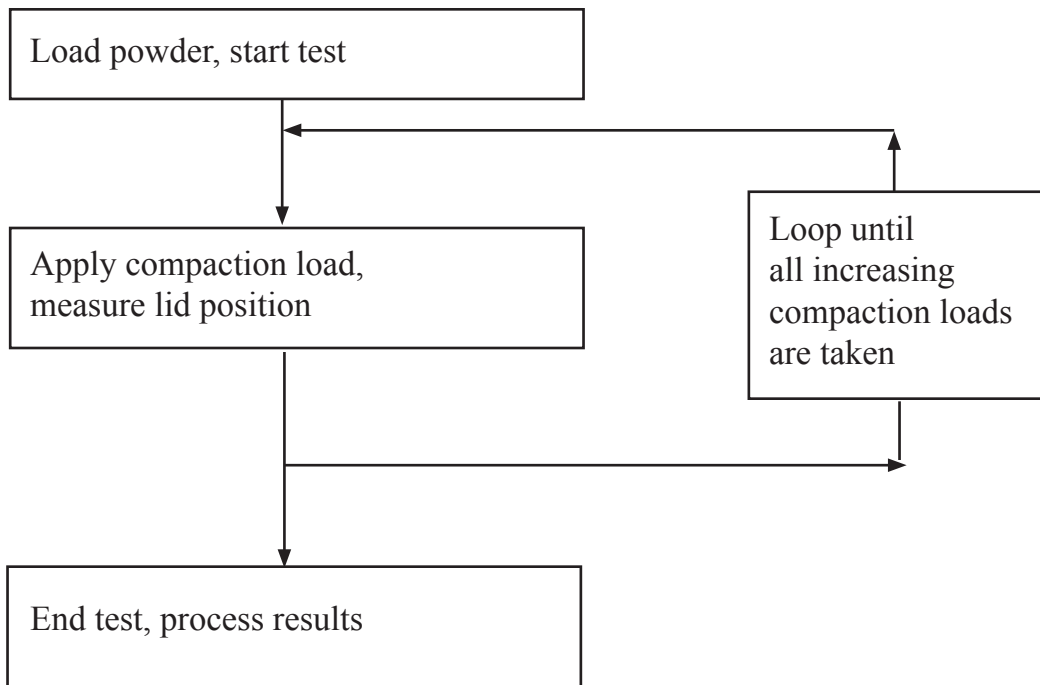 Load powder, start test
Apply compaction load,
measure lid position
Loop until
all increasing
compaction loads
are taken
End test, process results